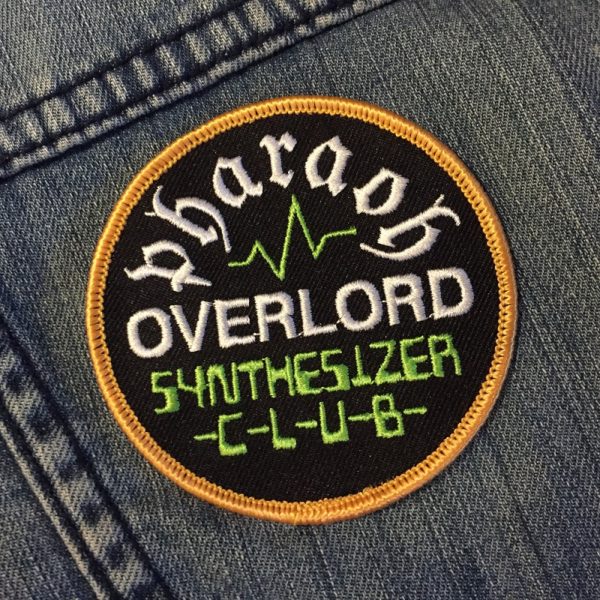 pharaoh
OVERLORD
SYNTHESIZER
-C-L-U-B-